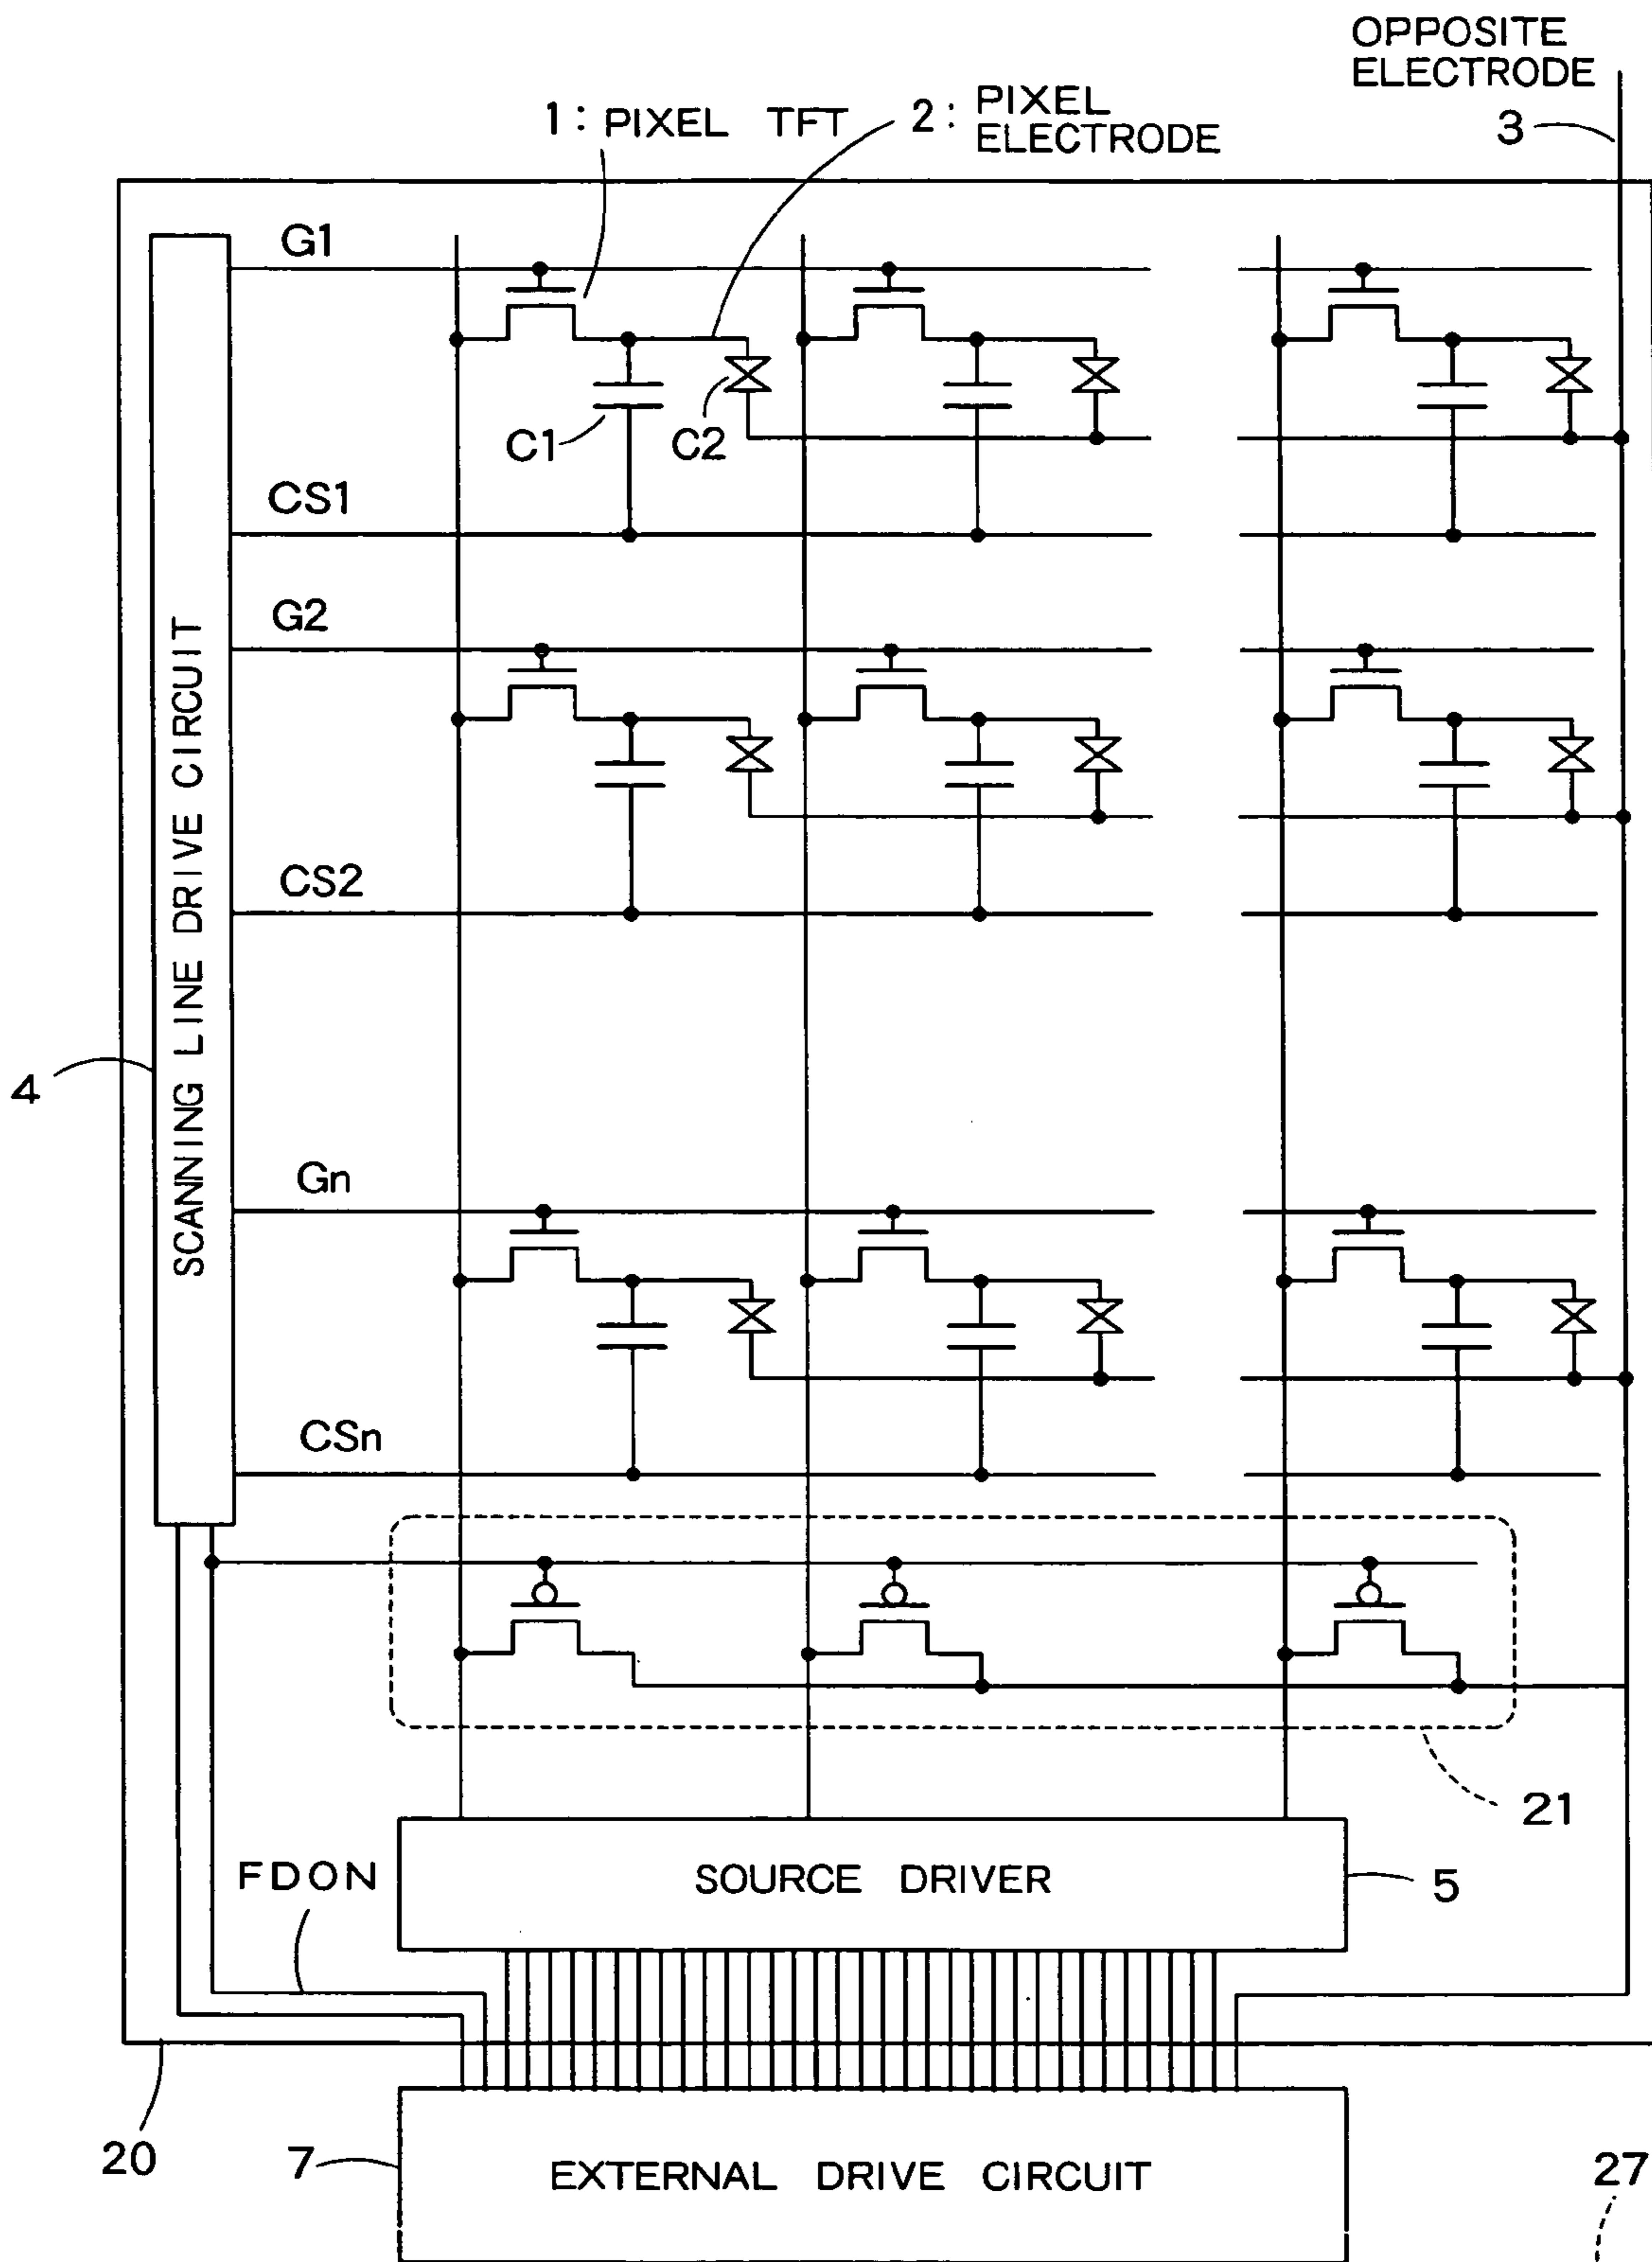 OPPOSITE
ELECTRODE
3
1: PIXEL TFT
2: PIXEL
ELECTRODE
G1
C1
C2
CS1
G2
CS2
SCANNING LINE DRIVE CIRCUIT
4
Gn
CSn
21
FDON
SOURCE DRIVER
5
20
7
EXTERNAL DRIVE CIRCUIT
27